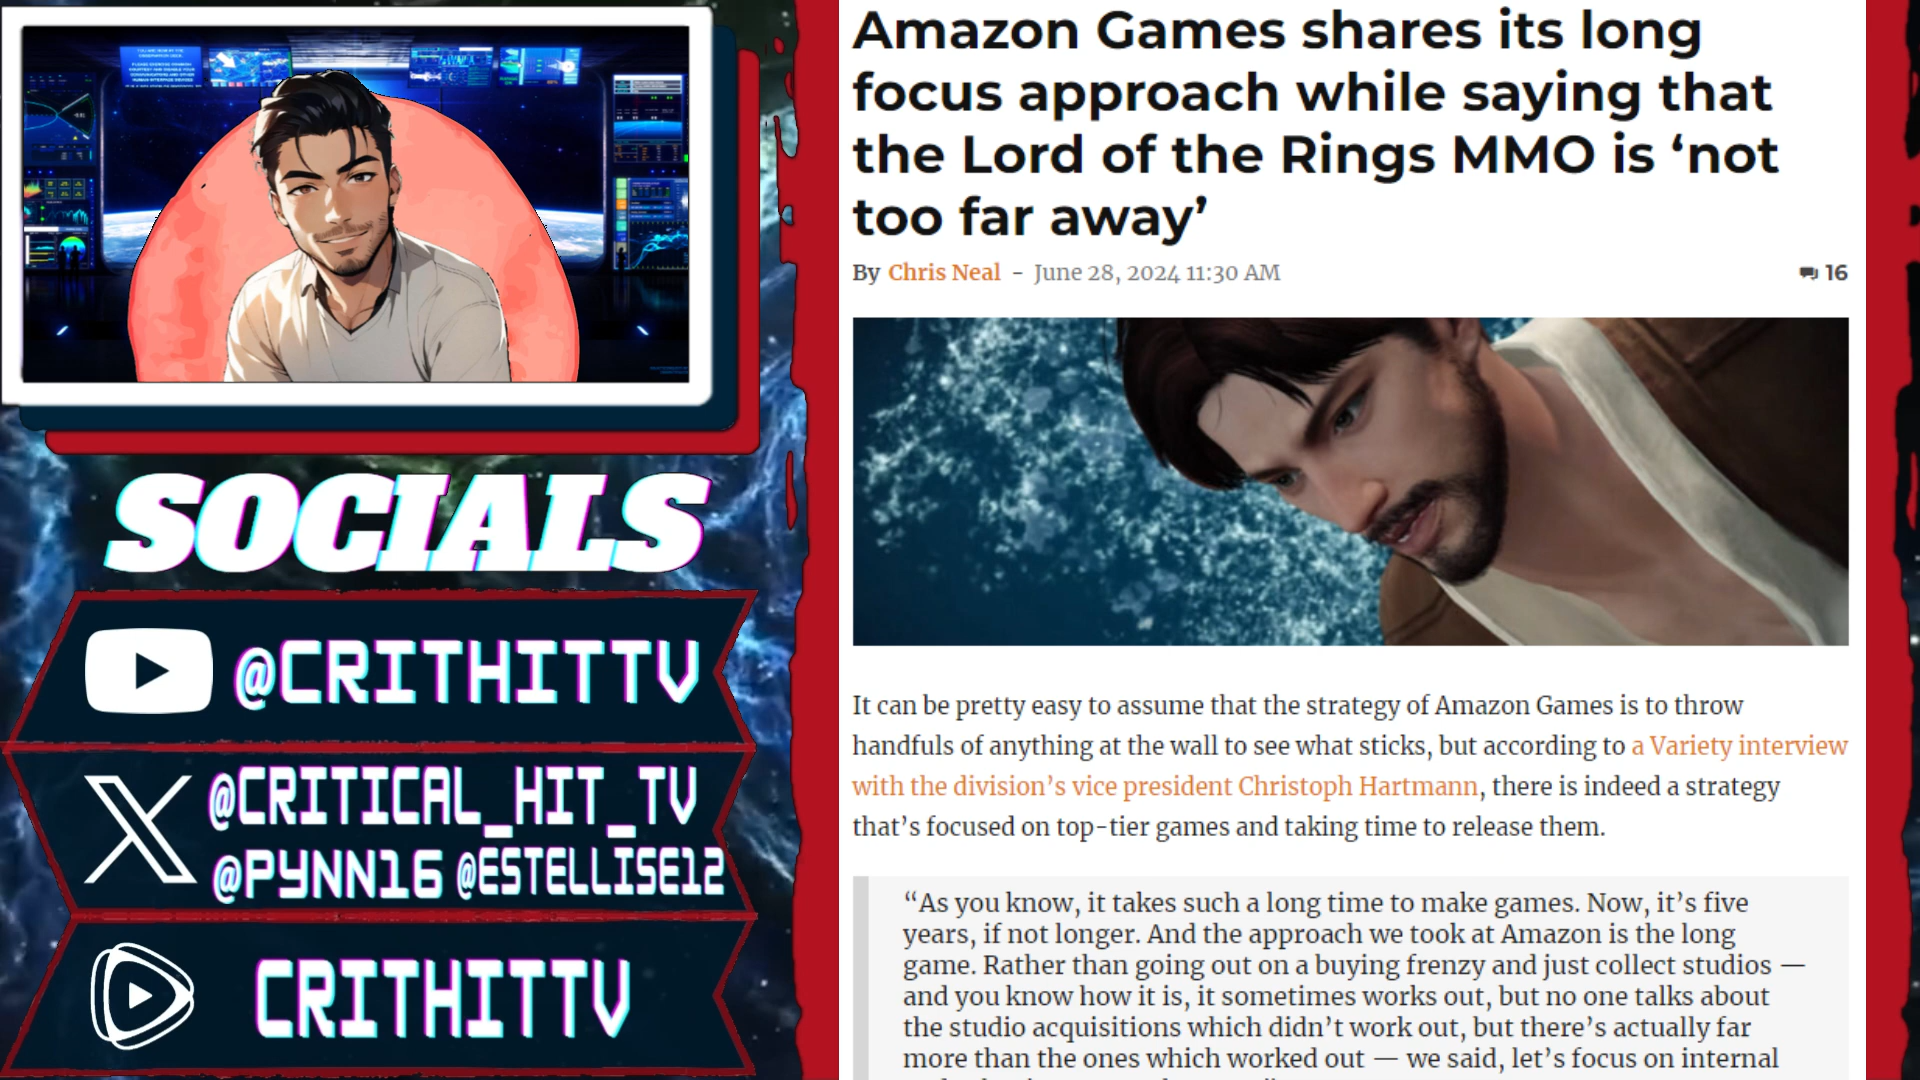 SOCIALS
@CRITHITTV
@CRITICAL_HIT_TV
@PYNN16 @ESTELLISE12
CRITHITTV
Amazon Games shares its long
focus approach while saying that
the Lord of the Rings MMO is ‘not
too far away’
By Chris Neal - June 28, 2024 11:30 AM
16
It can be pretty easy to assume that the strategy of Amazon Games is to throw
handfuls of anything at the wall to see what sticks, but according to a Variety interview
with the division’s vice president Christoph Hartmann, there is indeed a strategy
that’s focused on top-tier games and taking time to release them.
“As you know, it takes such a long time to make games. Now, it’s five
years, if not longer. And the approach we took at Amazon is the long
game. Rather than going out on a buying frenzy and just collect studios —
and you know how it is, it sometimes works out, but no one talks about
the studio acquisitions which didn’t work out, but there’s actually far
more than the ones which worked out — we said, let’s focus on internal